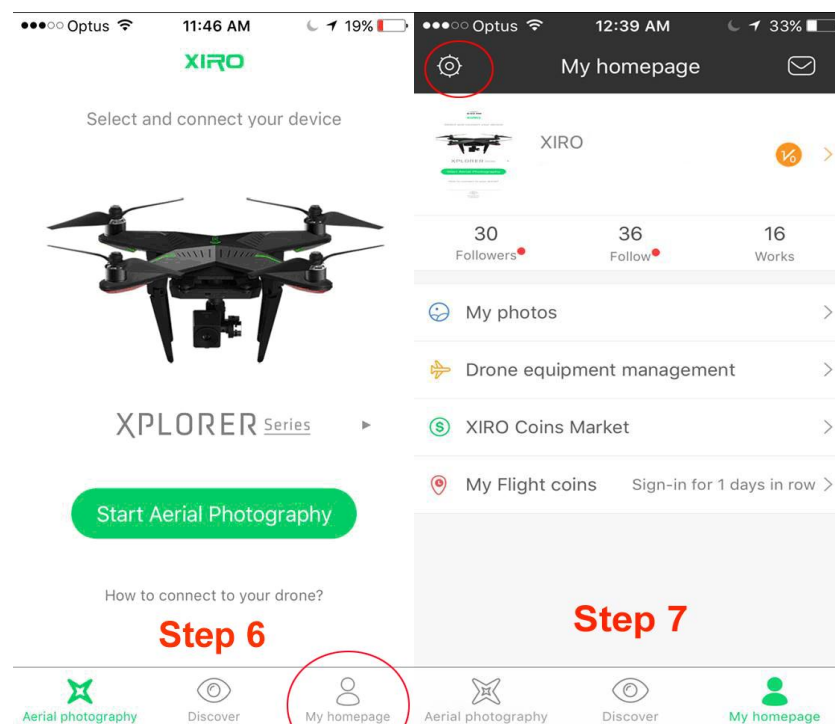 Optus 11:46 AM 19%
XIRO
Select and connect your device
XPLORER Series
Start Aerial Photography
How to connect to your drone?
Step 6
Aerial photography Discover My homepage
Optus 12:39 AM 33%
My homepage
XIRO
30 36 16
Followers Follow Works
My photos
Drone equipment management
XIRO Coins Market
My Flight coins Sign-in for 1 days in row
Step 7
Aerial photography Discover My homepage